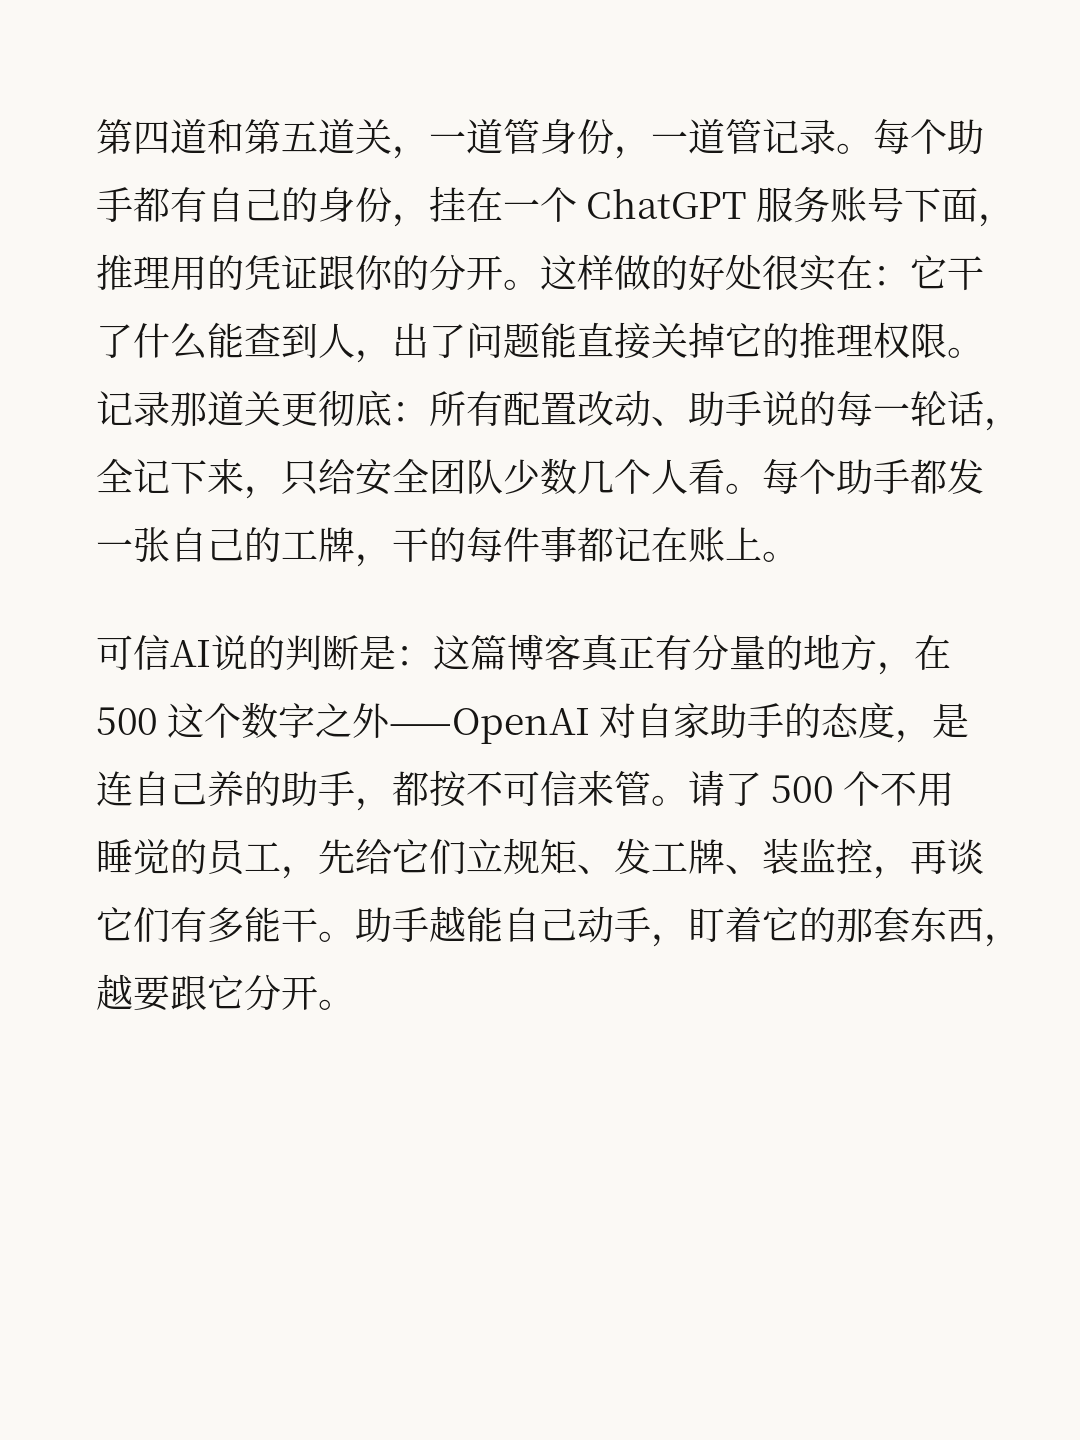 第四道和第五道关，一道管身份，一道管记录。每个助
手都有自己的身份，挂在一个 ChatGPT 服务账号下面，
推理用的凭证跟你的分开。这样做的好处很实在：它干
了什么能查到人，出了问题能直接关掉它的推理权限。
记录那道关更彻底：所有配置改动、助手说的每一轮话，
全记下来，只给安全团队少数几个人看。每个助手都发
一张自己的工牌，干的每件事都记在账上。
可信AI说的判断是：这篇博客真正有分量的地方，在
500 这个数字之外——OpenAI 对自家助手的态度，是
连自己养的助手，都按不可信来管。请了 500 个不用
睡觉的员工，先给它们立规矩、发工牌、装监控，再谈
它们有多能干。助手越能自己动手，盯着它的那套东西，
越要跟它分开。